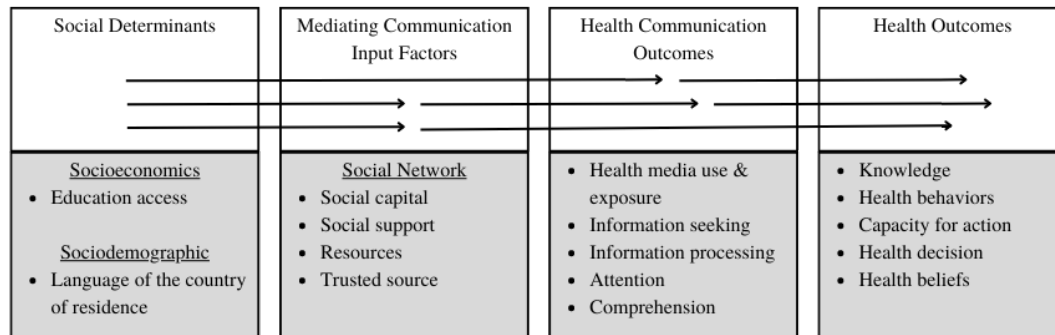 Social Determinants
Mediating Communication
Input Factors
Health Communication
Outcomes
Health Outcomes
Socioeconomics
• Education access
Sociodemographic
• Language of the country
of residence
Social Network
• Social capital
• Social support
• Resources
• Trusted source
• Health media use &
exposure
• Information seeking
• Information processing
• Attention
• Comprehension
• Knowledge
• Health behaviors
• Capacity for action
• Health decision
• Health beliefs